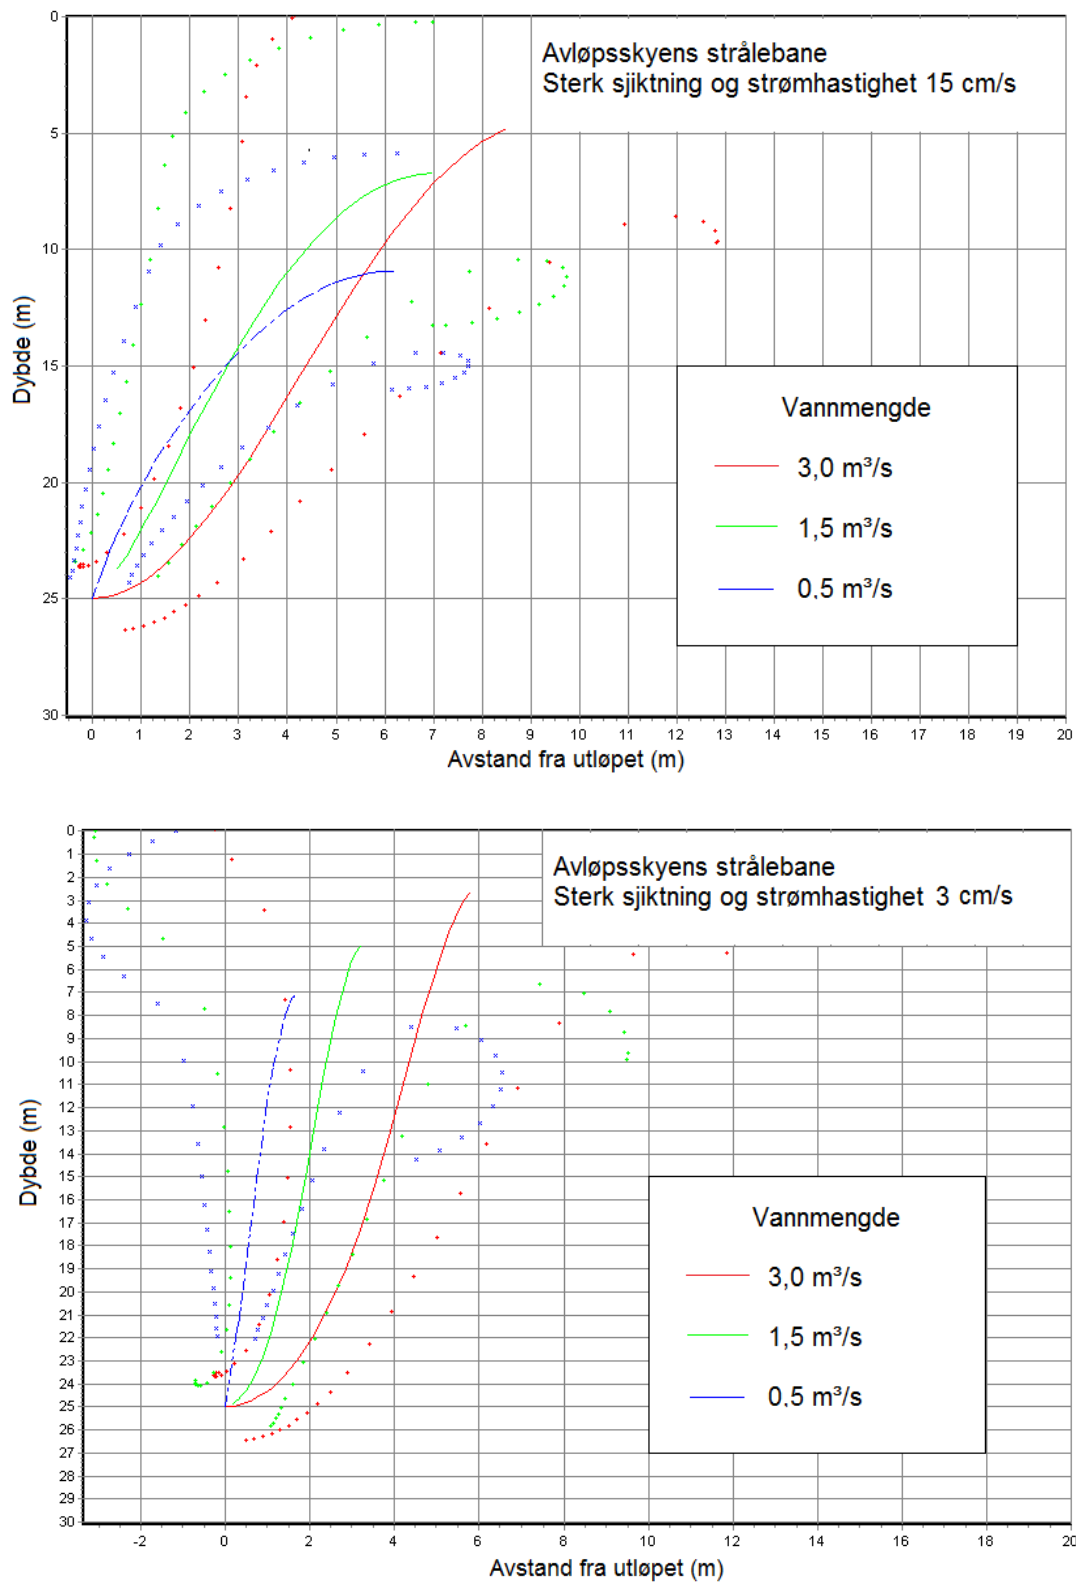 Avløpsskyens strålebane
Sterk sjiktning og strømhastighet 15 cm/s
0
5
10
15
20
25
30
Dybde (m)
Vannmengde
3,0 m³/s
1,5 m³/s
0,5 m³/s
0 1 2 3 4 5 6 7 8 9 10 11 12 13 14 15 16 17 18 19 20
Avstand fra utløpet (m)
Avløpsskyens strålebane
Sterk sjiktning og strømhastighet 3 cm/s
0
1
2
3
4
5
6
7
8
9
10
11
12
13
14
15
16
17
18
19
20
21
22
23
24
25
26
27
28
29
30
Dybde (m)
Vannmengde
3,0 m³/s
1,5 m³/s
0,5 m³/s
-2 0 2 4 6 8 10 12 14 16 18 20
Avstand fra utløpet (m)